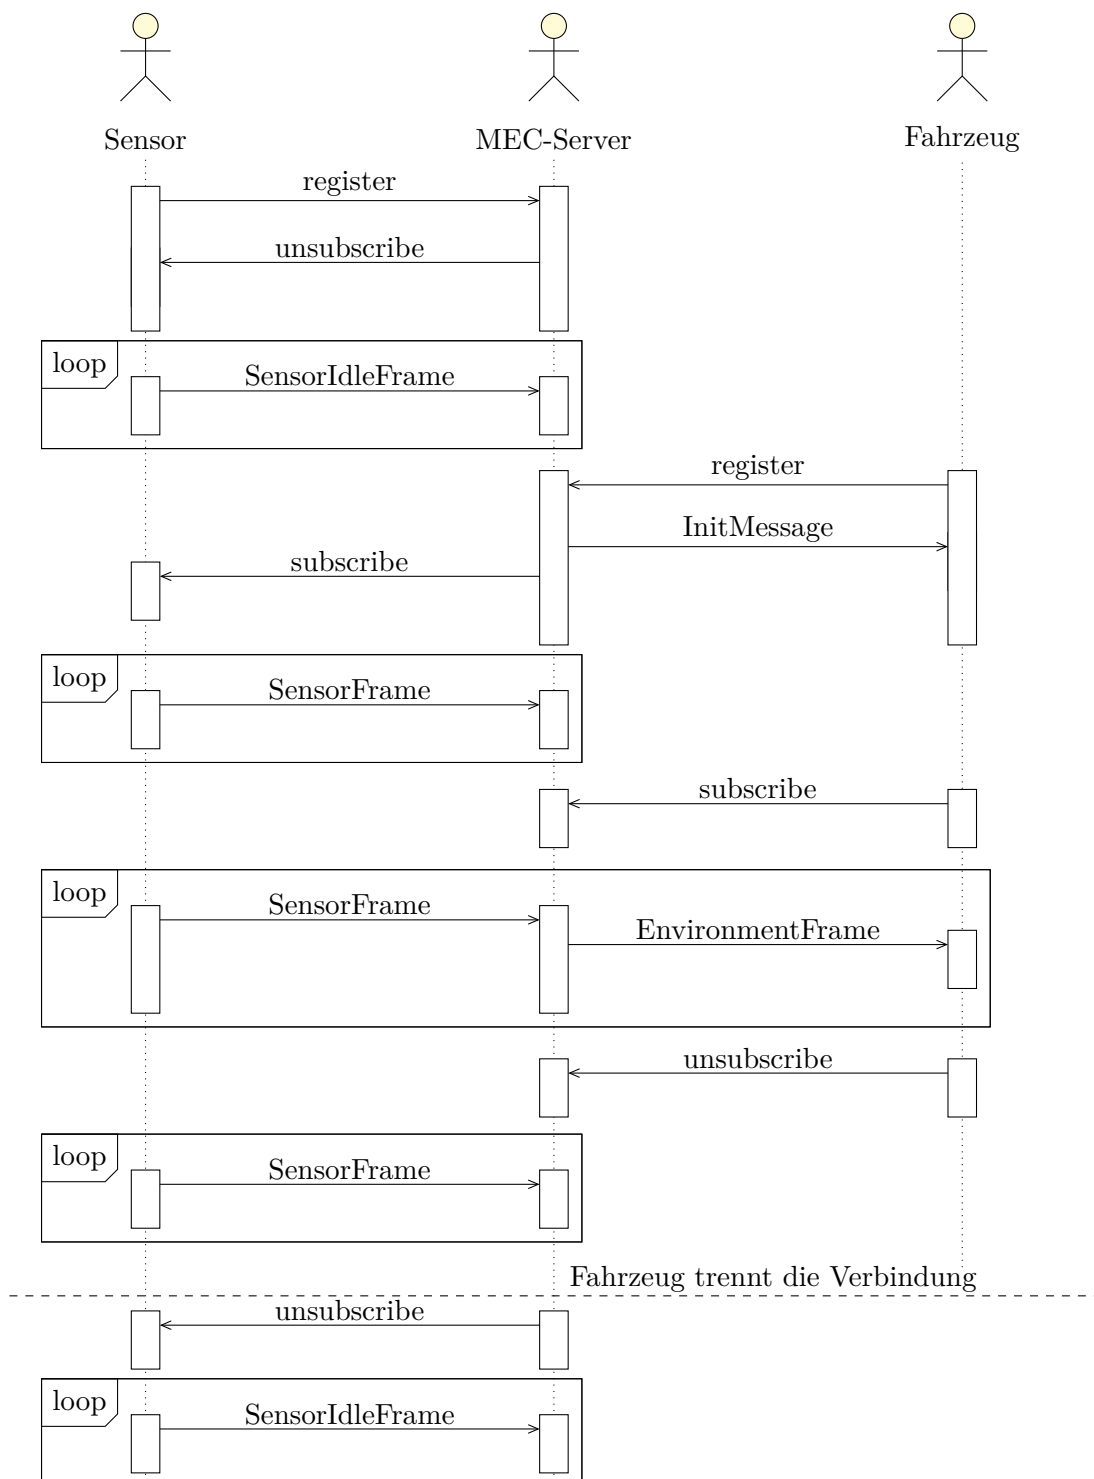 Sensor
MEC-Server
Fahrzeug
register
unsubscribe
loop
SensorIdleFrame
register
InitMessage
subscribe
loop
SensorFrame
subscribe
loop
SensorFrame
EnvironmentFrame
unsubscribe
loop
SensorFrame
Fahrzeug trennt die Verbindung
unsubscribe
loop
SensorIdleFrame